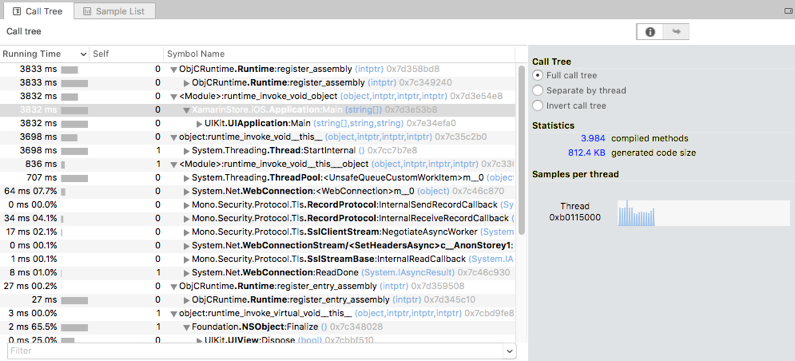 Call Tree Sample List
Call tree
Running Time Self Symbol Name
3833 ms 0 ObjCRuntime.Runtime:register_assembly (intptr) 0x7d358bd8
3833 ms 0 ObjCRuntime.Runtime:register_assembly (intptr) 0x7c349240
3832 ms 0 <Module>:runtime_invoke_void_object (object,intptr,intptr,intptr) 0x7d3e54e8
3832 ms 0 XamarinStore.iOS.Application:Main (string[]) 0x7d3e53b8
3832 ms 0 UIKit.UIApplication:Main (string[],string,string) 0x7e34efa0
3698 ms 0 object:runtime_invoke_void__this__ (object,intptr,intptr,intptr) 0x7c35c2b0
3698 ms 1 System.Threading.Thread:StartInternal () 0x7cc7b7e8
836 ms 1 <Module>:runtime_invoke_void__this___object (object,intptr,intptr,intptr) 0x7c33
707 ms 0 System.Threading.ThreadPool:<UnsafeQueueCustomWorkItem>m__0 (object)
64 ms 07.7% 0 System.Net.WebConnection:<WebConnection>m__0 (object) 0x7c46c870
0 ms 00.0% 0 Mono.Security.Protocol.Tls.RecordProtocol:InternalSendRecordCallback (Sy
34 ms 04.1% 0 Mono.Security.Protocol.Tls.RecordProtocol:InternalReceiveRecordCallback
17 ms 02.1% 0 Mono.Security.Protocol.Tls.SslClientStream:NegotiateAsyncWorker (Syste
0 ms 00.0% 0 System.Net.WebConnectionStream/<SetHeadersAsync>c__AnonStorey1:
1 ms 00.1% 0 Mono.Security.Protocol.Tls.SslStreamBase:InternalReadCallback (System.IA
8 ms 01.0% 1 System.Net.WebConnection:ReadDone (System.IAsyncResult) 0x7c46c930
27 ms 00.2% 0 ObjCRuntime.Runtime:register_entry_assembly (intptr) 0x7d359508
27 ms 0 ObjCRuntime.Runtime:register_entry_assembly (intptr) 0x7d345c10
3 ms 00.0% 1 object:runtime_invoke_virtual_void__this__ (object,intptr,intptr,intptr) 0x7cbd9fe8
2 ms 65.5% 1 Foundation.NSObject:Finalize () 0x7c348028
0 ms 25.0% 0 UIKit.UIView:Dispose (bool) 0x7cbbf510
Filter
Call Tree
Full call tree
Separate by thread
Invert call tree
Statistics
3.984 compiled methods
812.4 KB generated code size
Samples per thread
Thread
0xb0115000